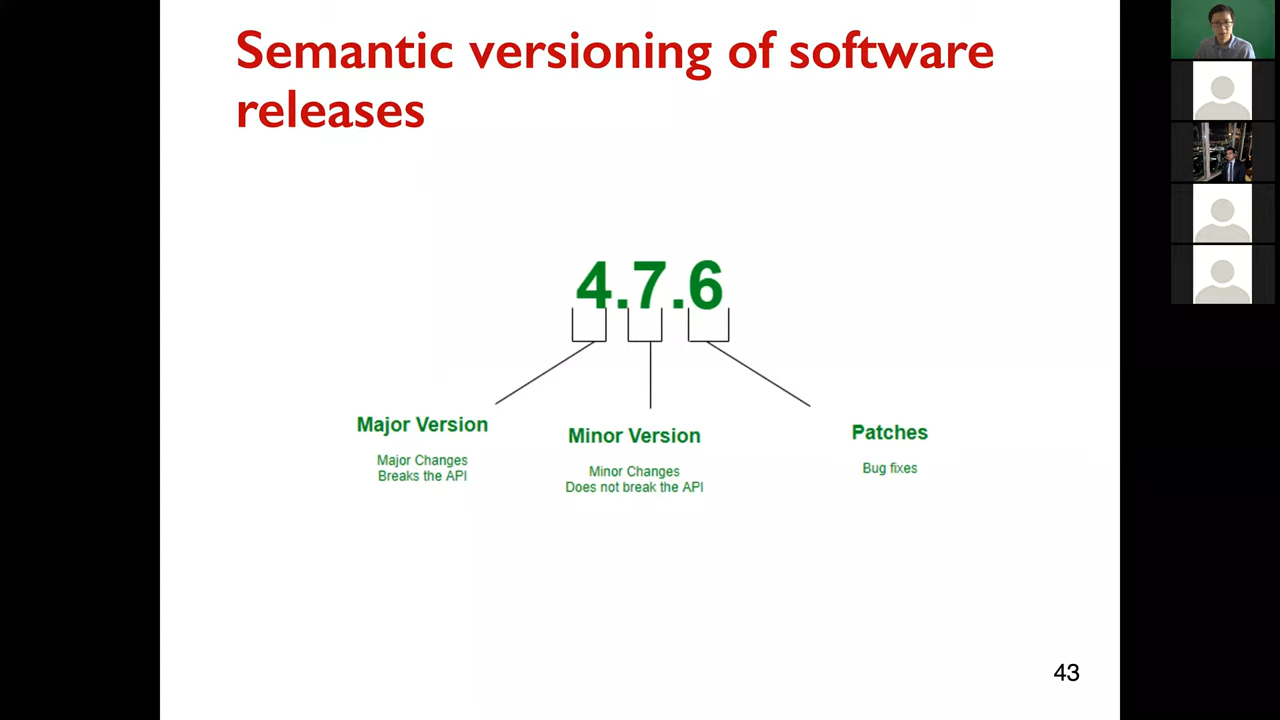 Semantic versioning of software
releases
4.7.6
Major Version
Major Changes
Breaks the API
Minor Version
Minor Changes
Does not break the API
Patches
Bug fixes
43